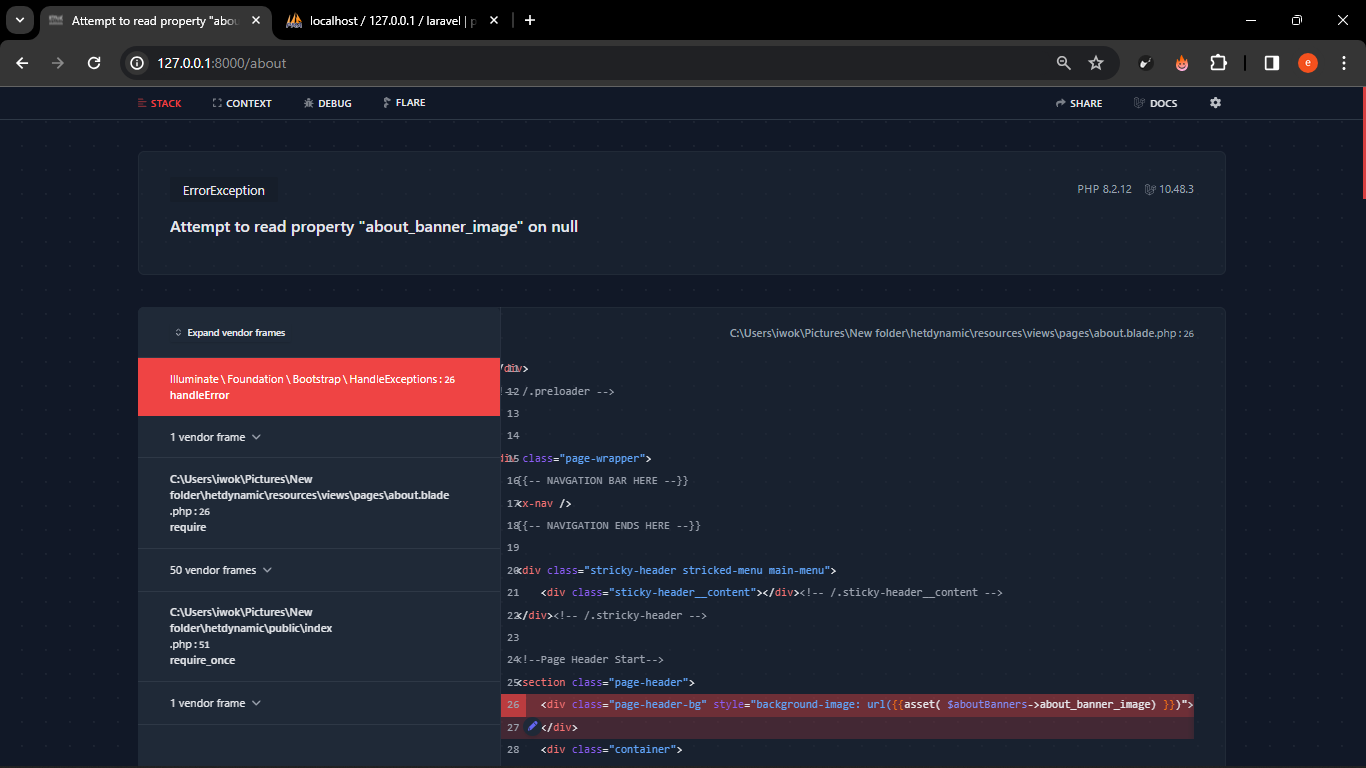 Attempt to read property "abou
localhost / 127.0.0.1 / laravel | p
127.0.0.1:8000/about
e
STACK
CONTEXT
DEBUG
FLARE
SHARE
DOCS
ErrorException
PHP 8.2.12
10.48.3
Attempt to read property "about_banner_image" on null
Expand vendor frames
Illuminate \ Foundation \ Bootstrap \ HandleExceptions : 26
handleError
1 vendor frame
C:\Users\iwok\Pictures\New
folder\hetdynamic\resources\views\pages\about.blade
.php : 26
require
50 vendor frames
C:\Users\iwok\Pictures\New
folder\hetdynamic\public\index
.php : 51
require_once
1 vendor frame
C:\Users\iwok\Pictures\New folder\hetdynamic\resources\views\pages\about.blade.php : 26
11 /div>
12 !-- /.preloader -->
13
14
15 div class="page-wrapper">
16 {{-- NAVGATION BAR HERE --}}
17 <x-nav />
18 {{-- NAVIGATION ENDS HERE --}}
19
20 <div class="stricky-header stricked-menu main-menu">
21 <div class="sticky-header__content"></div><!-- /.sticky-header__content -->
22 </div><!-- /.stricky-header -->
23
24 <!--Page Header Start-->
25 <section class="page-header">
26 <div class="page-header-bg" style="background-image: url({{asset( $aboutBanners->about_banner_image) }})">
27 </div>
28 <div class="container">